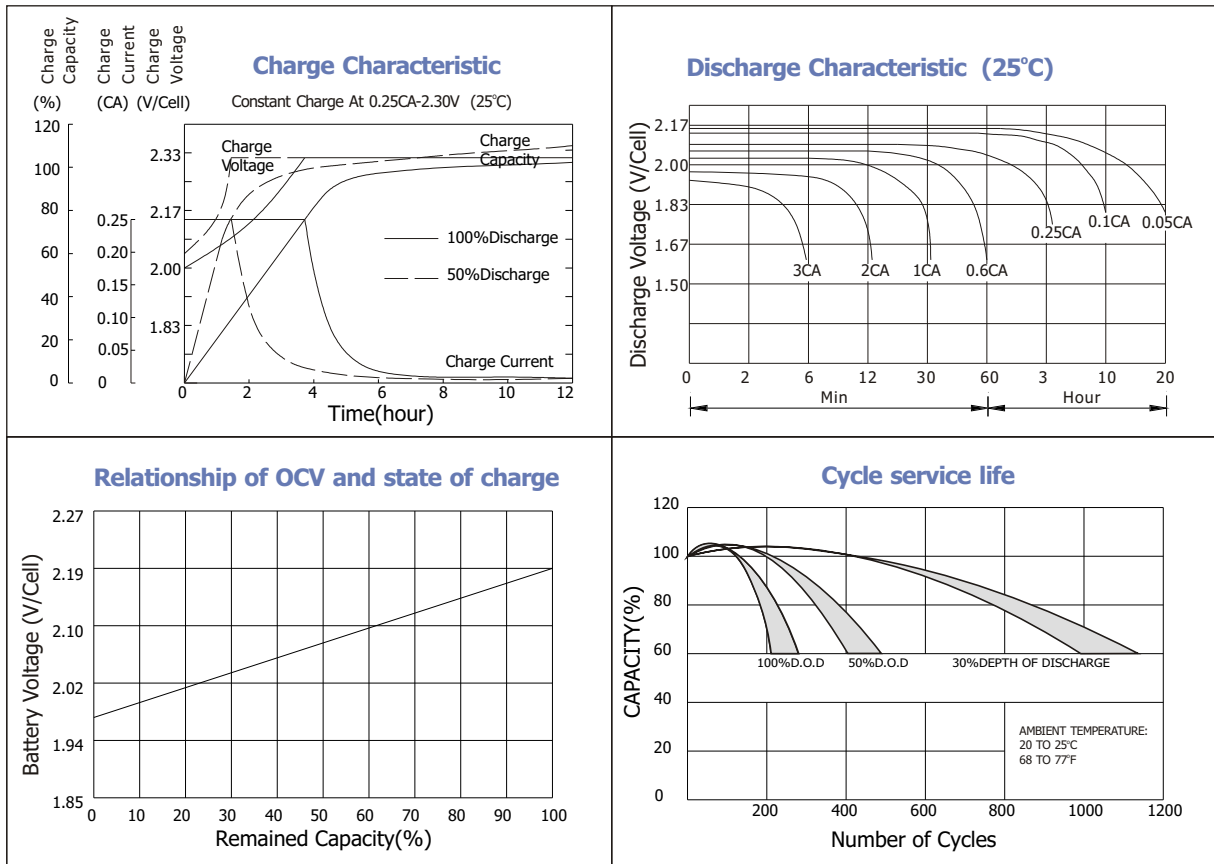 Charge Capacity
Charge Current
Charge Voltage
(%)
(CA)
(V/Cell)
Charge Characteristic
Constant Charge At 0.25CA-2.30V (25°C)
120
100
80
60
40
20
0
0.25
0.20
0.15
0.10
0.05
0
2.33
2.17
2.00
1.83
Charge
Voltage
Charge
Capacity
100%Discharge
50%Discharge
Charge Current
0 2 4 6 8 10 12
Time(hour)
Discharge Characteristic (25°C)
Discharge Voltage (V/Cell)
2.17
2.00
1.83
1.67
1.50
3CA
2CA
1CA
0.6CA
0.25CA
0.1CA
0.05CA
0 2 6 12 30 60 3 10 20
Min
Hour
Relationship of OCV and state of charge
Battery Voltage (V/Cell)
2.27
2.19
2.10
2.02
1.94
1.85
0 10 20 30 40 50 60 70 80 90 100
Remained Capacity(%)
Cycle service life
CAPACITY(%)
120
100
80
60
40
20
0
100%D.O.D
50%D.O.D
30%DEPTH OF DISCHARGE
AMBIENT TEMPERATURE:
20 TO 25°C
68 TO 77°F
200 400 600 800 1000 1200
Number of Cycles